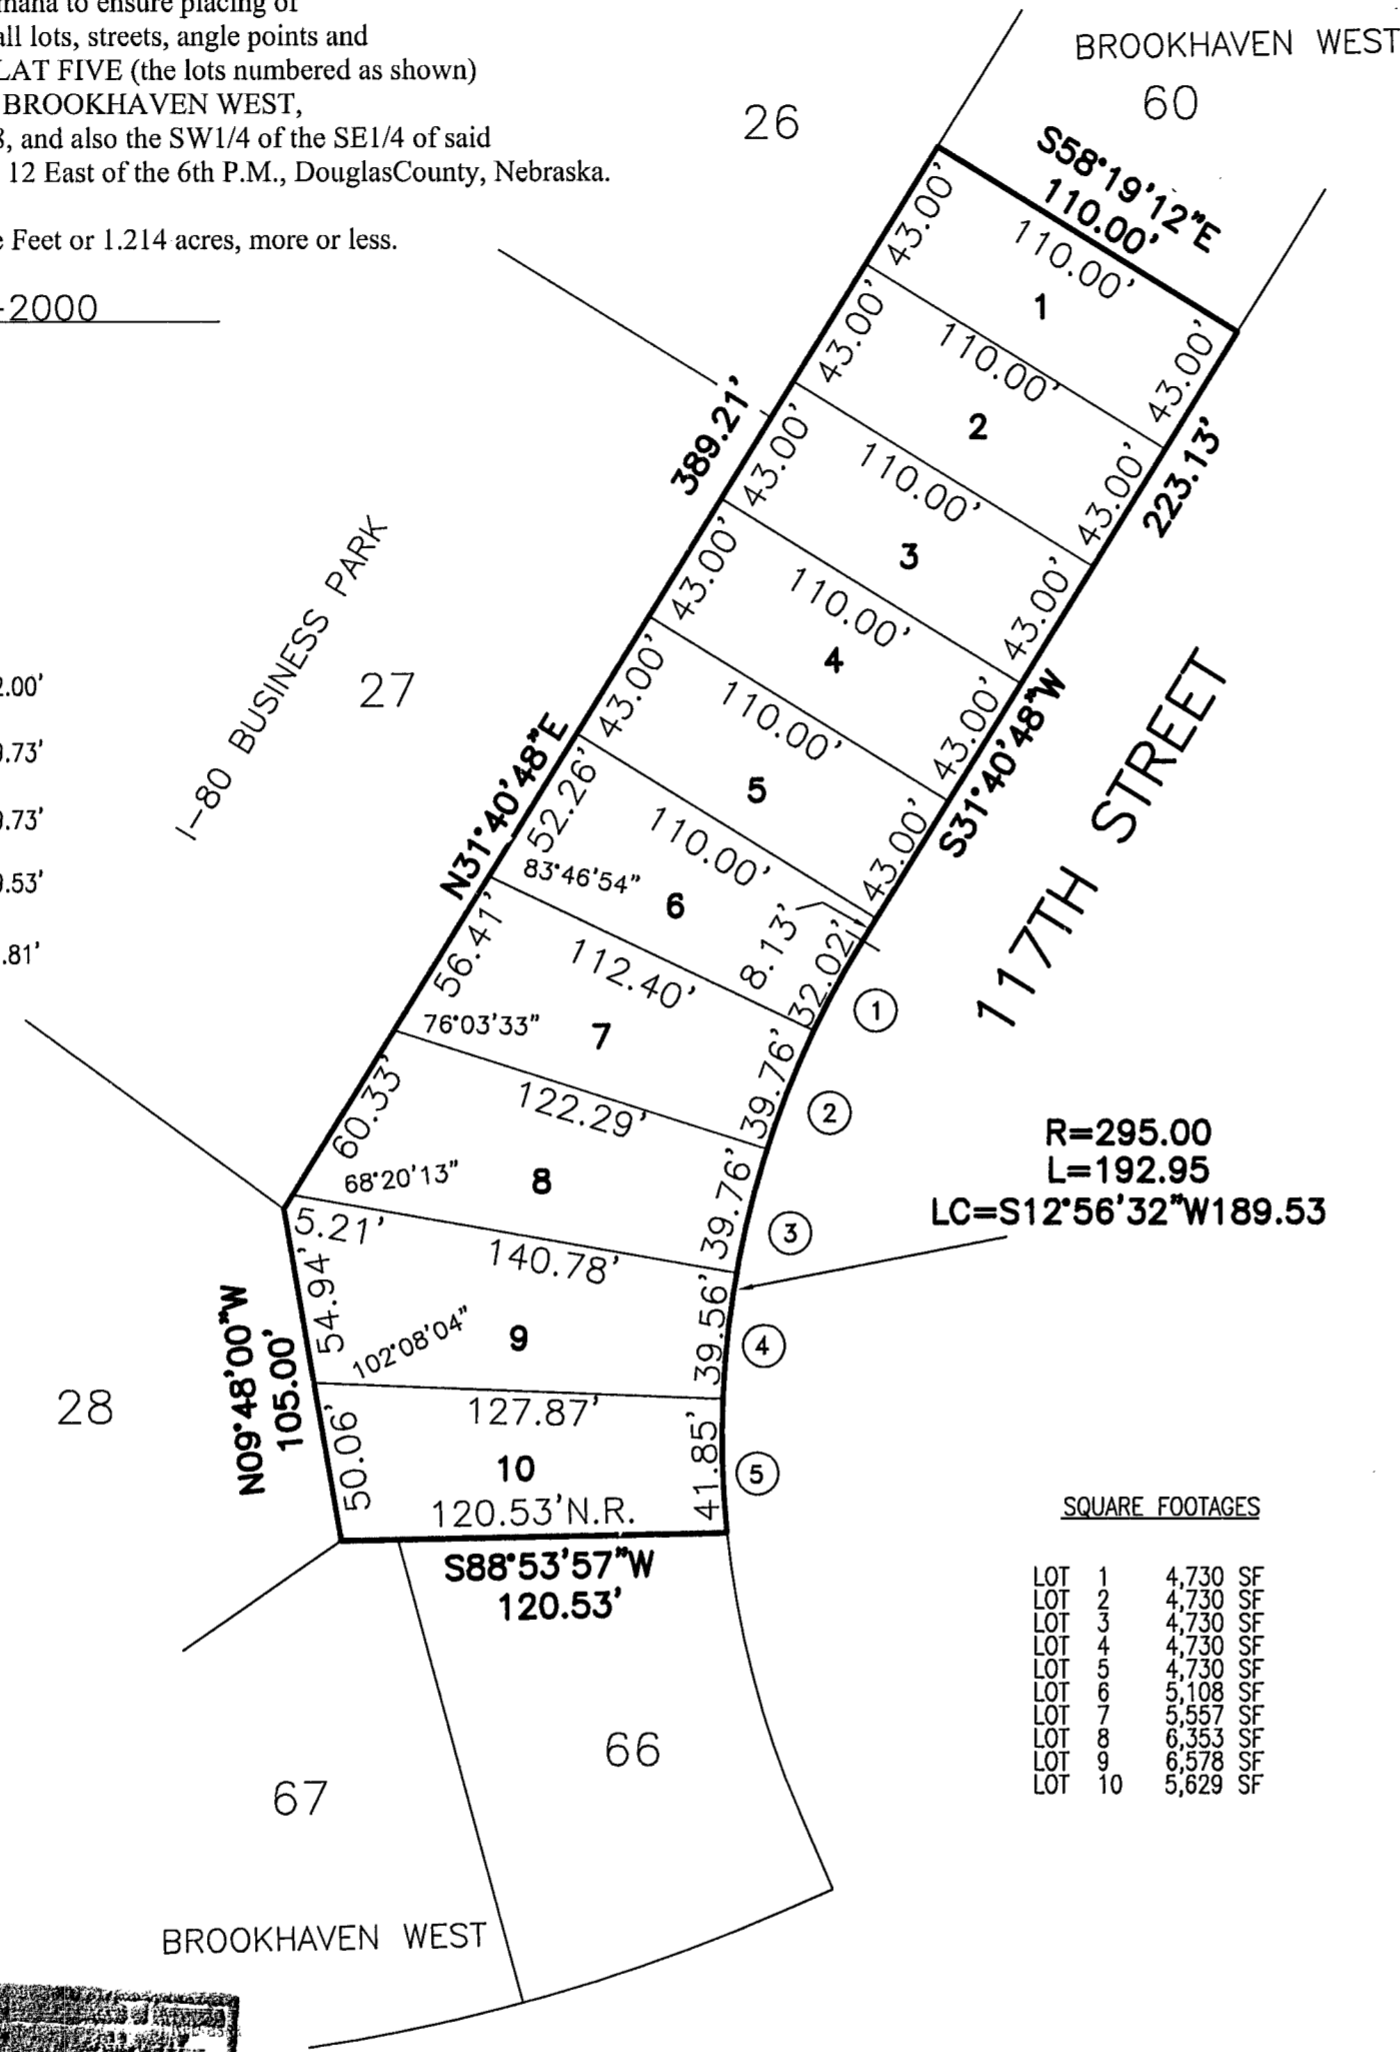 to ensure placing of
all lots, streets, angle points and
LAT FIVE (the lots numbered as shown)
BROOKHAVEN WEST,
8, and also the SW1/4 of the SE1/4 of said
12 East of the 6th P.M., DouglasCounty, Nebraska.
Feet or 1.214 acres, more or less.
-2000
BROOKHAVEN WEST
60
26
S58°19'12"E
110.00'
43.00'
110.00'
1
43.00'
43.00'
110.00'
2
43.00'
223.13'
389.21'
43.00'
110.00'
3
43.00'
43.00'
110.00'
4
43.00'
S31°40'48"W
43.00'
110.00'
5
43.00'
I-80 BUSINESS PARK
27
2.00'
9.73'
9.73'
9.53'
.81'
N31°40'48"E
52.26'
110.00'
83°46'54"
6
8.13'
32.02'
1
117TH STREET
56.41'
112.40'
76°03'33"
7
39.76'
2
60.33'
122.29'
68°20'13"
8
39.76'
3
R=295.00
L=192.95
LC=S12°56'32"W189.53
5.21'
140.78'
54.94'
102°08'04"
9
39.56'
4
N09°48'00"W
105.00'
28
127.87'
50.06'
10
41.85'
5
120.53'N.R.
S88°53'57"W
120.53'
SQUARE FOOTAGES
LOT 1 4,730 SF
LOT 2 4,730 SF
LOT 3 4,730 SF
LOT 4 4,730 SF
LOT 5 4,730 SF
LOT 6 5,108 SF
LOT 7 5,557 SF
LOT 8 6,353 SF
LOT 9 6,578 SF
LOT 10 5,629 SF
66
67
BROOKHAVEN WEST